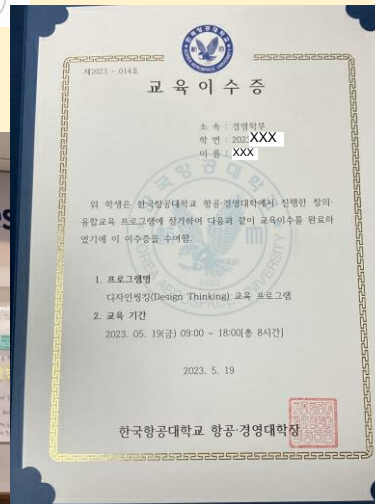 제2023 - 014호
교육이수증
소 속 : 경영학부
학 번 : 202XXX
이 름 : XXX
위 학생은 한국항공대학교 항공·경영대학에서 진행한 창의·
융합교육 프로그램에 참가하여 다음과 같이 교육이수를 완료하
였기에 이 이수증을 수여함.
1. 프로그램명
디자인씽킹(Design Thinking) 교육 프로그램
2. 교육 기간
2023. 05. 19(금) 09:00 ~ 18:00[총 8시간]
2023. 5. 19
한국항공대학교 항공·경영대학장